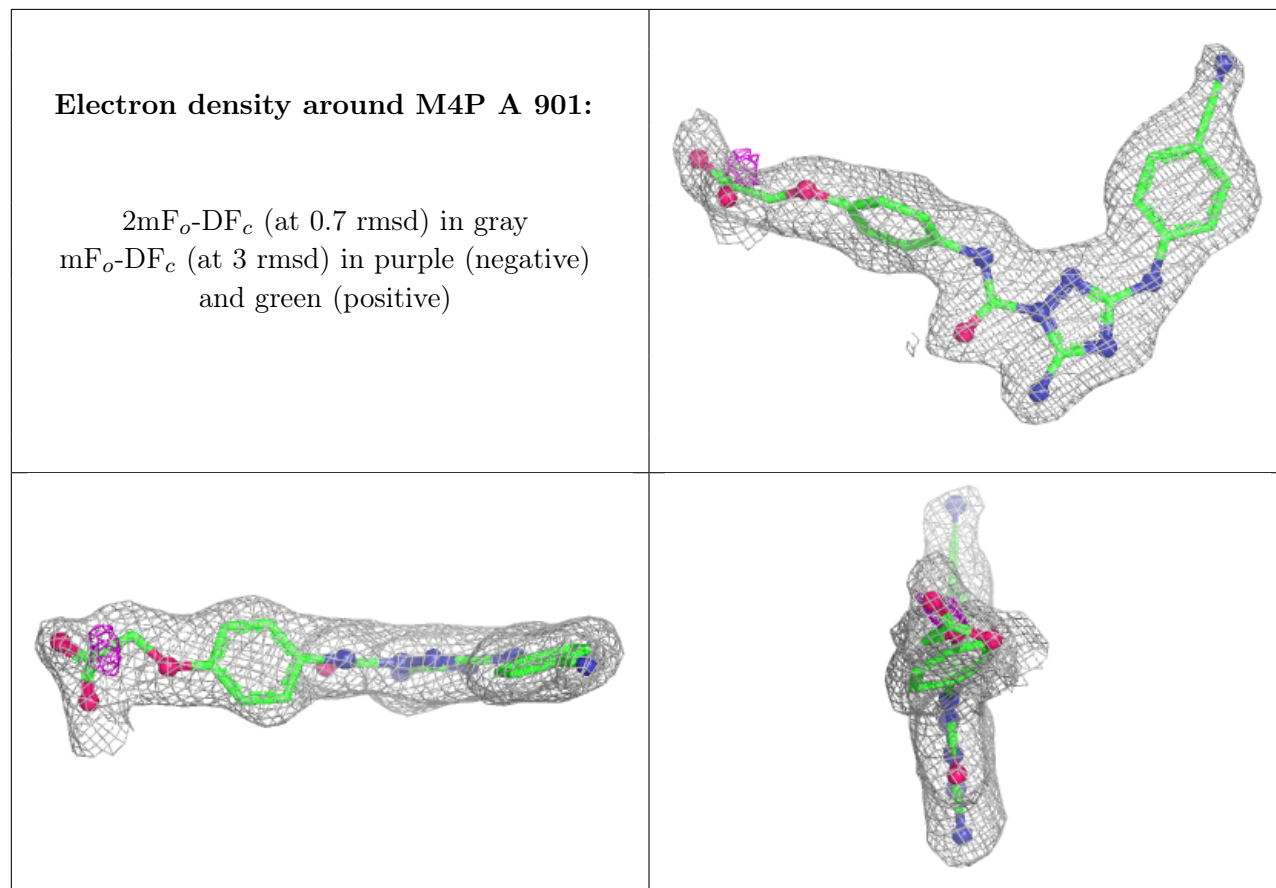 Electron density around M4P A 901:
2mFo-DFc (at 0.7 rmsd) in gray
mFo-DFc (at 3 rmsd) in purple (negative)
and green (positive)